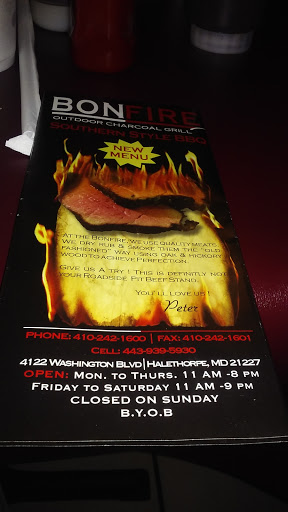 BONFIRE
OUTDOOR CHARCOAL GRILL
SOUTHERN STYLE BBQ
NEW
MENU
AT THE BONFIRE, WE USE QUALITY MEATS.
WE DRY RUB & SMOKE THEM THE "OLD
FASHIONED" WAY USING OAK & HICKORY
WOOD TO ACHIEVE PERFECTION
GIVE US A TRY! THIS IS DEFINITLY NOT
YOUR ROADSIDE PIT BEEF STAND.
YOU'LL LOVE US!
Peter
PHONE: 410-242-1600 | FAX: 410-242-1601
CELL: 443-939-5930
4122 WASHINGTON BLVD | HALETHORPE, MD 21227
OPEN: MON. TO THURS. 11 AM -8 PM
FRIDAY TO SATURDAY 11 AM -9 PM
CLOSED ON SUNDAY
B.Y.O.B